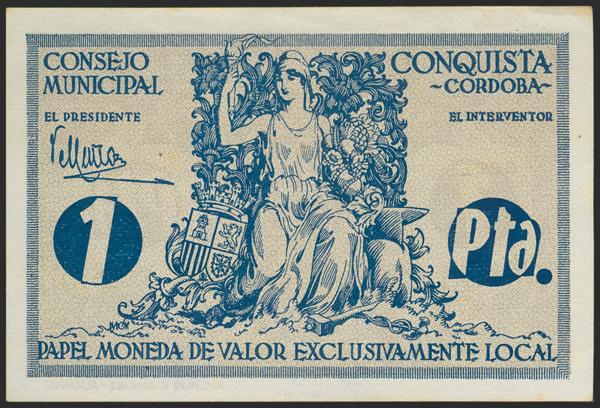 CONSEJO
MUNICIPAL
EL PRESIDENTE
CONQUISTA
~CORDOBA~
EL INTERVENTOR
1 Pta.
PAPEL MONEDA DE VALOR EXCLUSIVAMENTE LOCAL